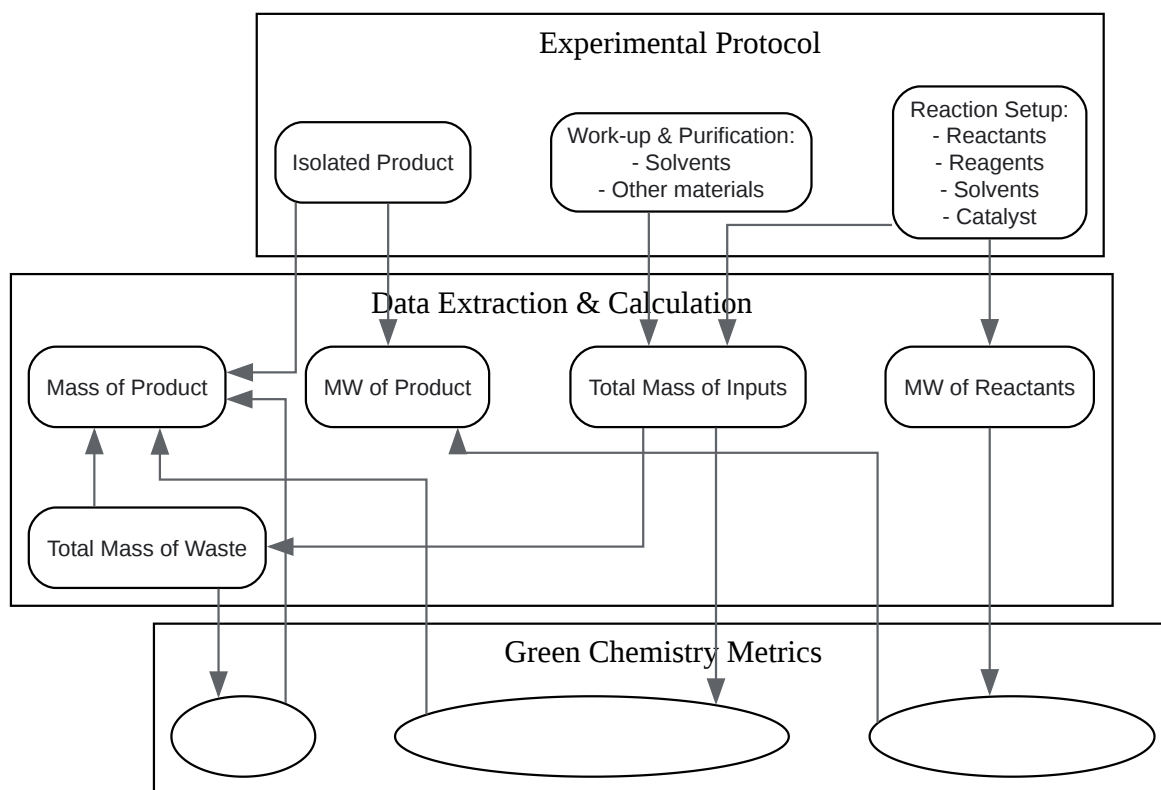 Experimental Protocol
Isolated Product
Work-up & Purification:
- Solvents
- Other materials
Reaction Setup:
- Reactants
- Reagents
- Solvents
- Catalyst
Data Extraction & Calculation
Mass of Product
MW of Product
Total Mass of Inputs
MW of Reactants
Total Mass of Waste
Green Chemistry Metrics